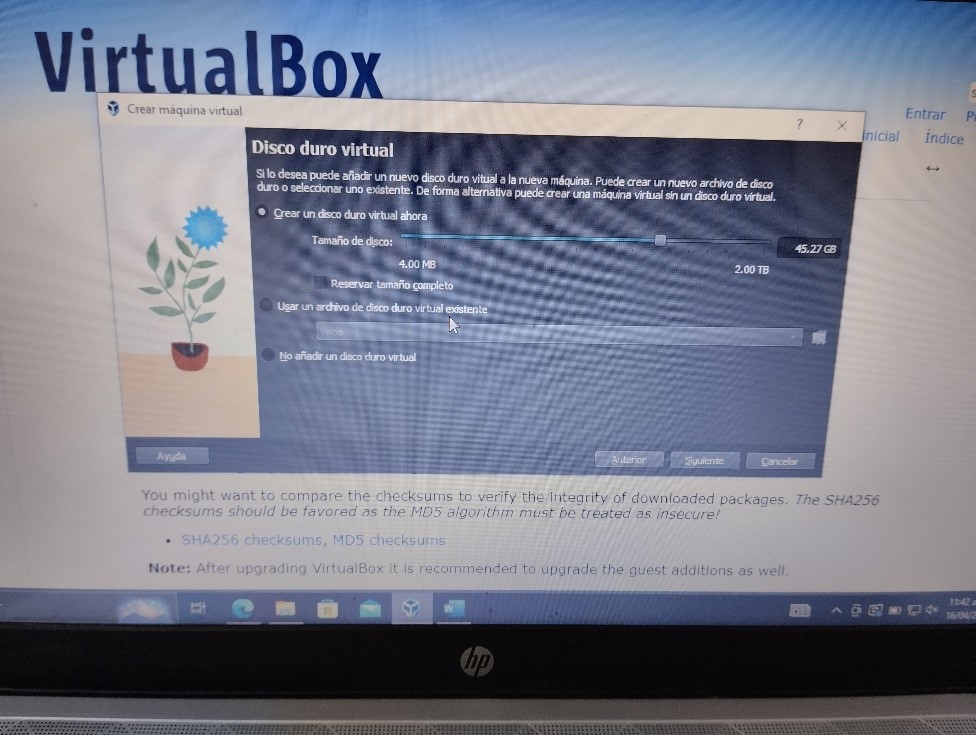 VirtualBox
Crear máquina virtual
?
Entrar
inicial
Índice
Disco duro virtual
Si lo desea puede añadir un nuevo disco duro vitual a la nueva máquina. Puede crear un nuevo archivo de disco
duro o seleccionar uno existente. De forma alternativa puede crear una máquina virtual sin un disco duro virtual.
Crear un disco duro virtual ahora
Tamaño de disco:
45,27 GB
4.00 MB
2.00 TB
Reservar tamaño completo
Usar un archivo de disco duro virtual existente
Vacío
No añadir un disco duro virtual
Ayuda
Anterior
Siguiente
Cancelar
You might want to compare the checksums to verify the integrity of downloaded packages. The SHA256
checksums should be favored as the MD5 algorithm must be treated as insecure!
• SHA256 checksums, MD5 checksums
Note: After upgrading VirtualBox it is recommended to upgrade the guest additions as well.
W
11:42
hp